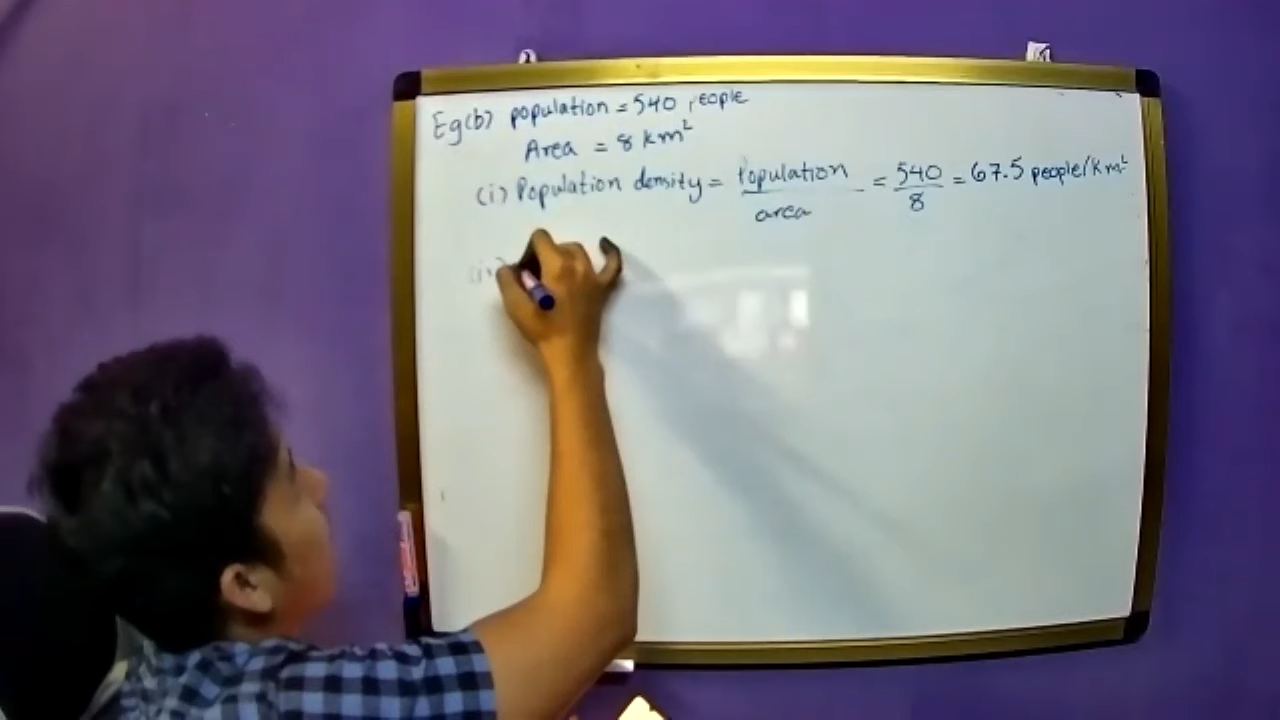 Eg(b) population = 540 people
Area = 8 km²
(i) Population density = Population / area = 540 / 8 = 67.5 people/km²
(ii)